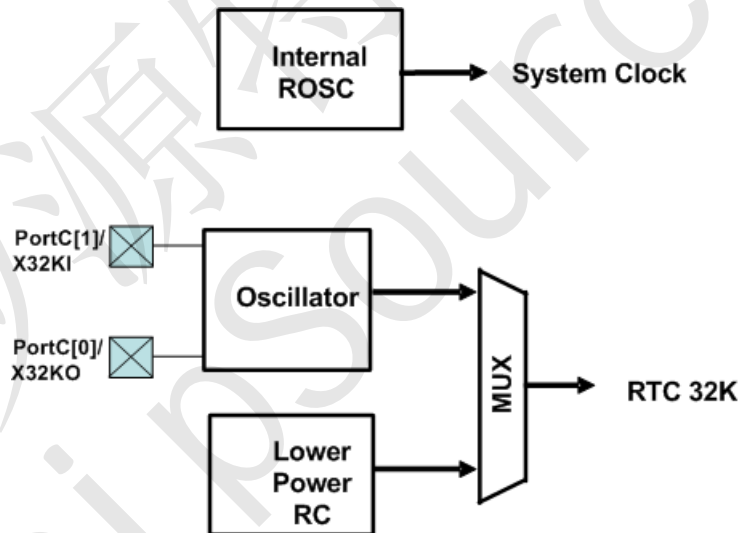 Internal
ROSC
System Clock
PortC[1]/
X32KI
Oscillator
PortC[0]/
X32KO
MUX
RTC 32K
Lower
Power
RC